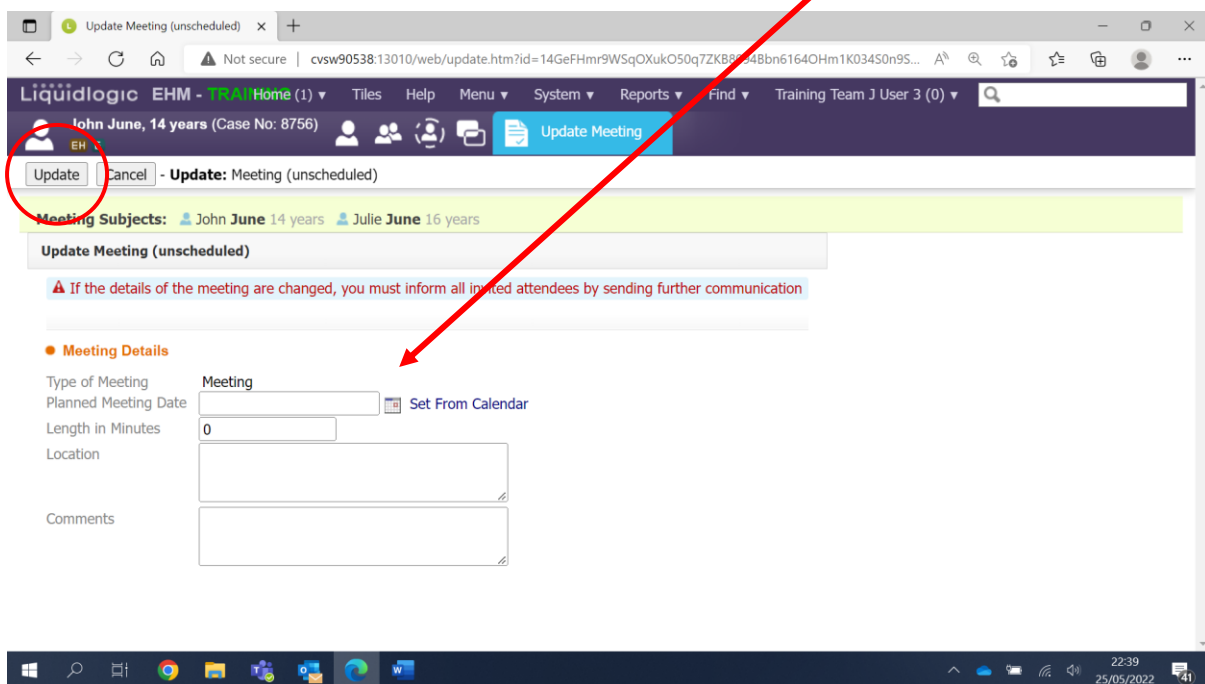 Update Meeting (unscheduled)
Not secure | cvsw90538:13010/web/update.htm?id=14GeFHmr9WSqOXukO50q7ZKB8 4Bbn6164OHm1K034S0n9S...
Liquidlogic EHM - TRAINING Home (1) ▾ Tiles Help Menu ▾ System ▾ Reports ▾ Find ▾ Training Team J User 3 (0) ▾
John June, 14 years (Case No: 8756)
EH
Update Meeting
Update Cancel - Update: Meeting (unscheduled)
Meeting Subjects: John June 14 years Julie June 16 years
Update Meeting (unscheduled)
If the details of the meeting are changed, you must inform all invited attendees by sending further communication
Meeting Details
Type of Meeting Meeting
Planned Meeting Date Set From Calendar
Length in Minutes 0
Location
Comments
22:39
25/05/2022
41